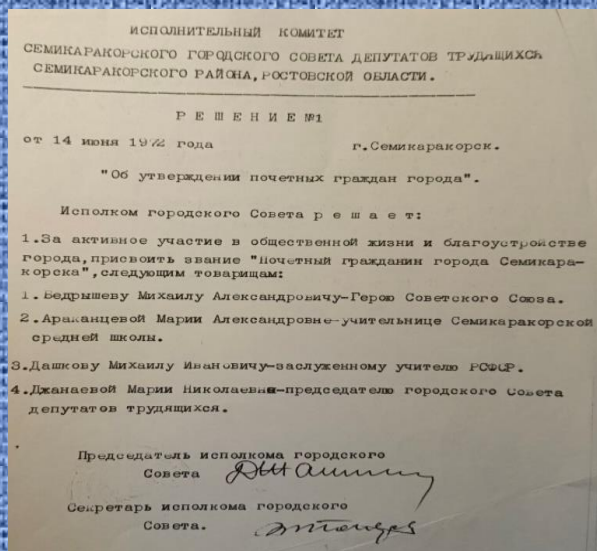 ИСПОЛНИТЕЛЬНЫЙ КОМИТЕТ
СЕМИКАРАКОРСКОГО ГОРОДСКОГО СОВЕТА ДЕПУТАТОВ ТРУДЯЩИХСЯ
СЕМИКАРАКОРСКОГО РАЙОНА, РОСТОВСКОЙ ОБЛАСТИ.
Р Е Ш Е Н И Е №1
от 14 июня 1972 года г.Семикаракорск.
"Об утверждении почетных граждан города".
Исполком городского Совета р е ш а е т:
1.За активное участие в общественной жизни и благоустройстве
города,присвоить звание "Почетный гражданин города Семикара-
корска",следующим товарищам:
1. Бедрышеву Михаилу Александровичу-Герою Советского Союза.
2. Араканцевой Марии Александровне-учительнице Семикаракорской
средней школы.
3.Дашкову Михаилу Ивановичу-заслуженному учителю РСФСР.
4.Джанаевой Марии Николаевне-председателю городского Совета
депутатов трудящихся.
Председатель исполкома городского
Совета
Секретарь исполкома городского
Совета.